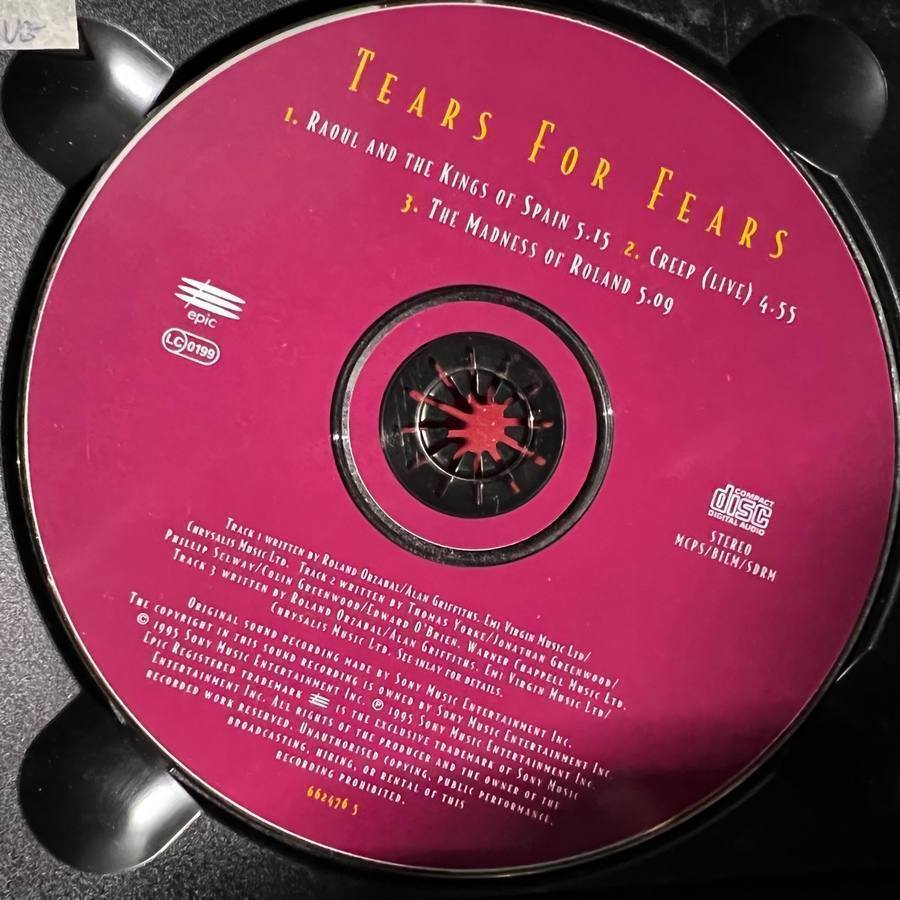 TEARS FOR FEARS
1. RAOUL AND THE KINGS OF SPAIN 5.15 2. CREEP (LIVE) 4.55
3. THE MADNESS OF ROLAND 5.09
epic
LC 0199
COMPACT
disc
DIGITAL AUDIO
STEREO
MCPS/BIEM/SDRM
TRACK 1 WRITTEN BY ROLAND ORZABAL/ALAN GRIFFITHS. EMI VIRGIN MUSIC LTD/
CHRYSALIS MUSIC LTD. TRACK 2 WRITTEN BY THOMAS YORKE/JONATHAN GREENWOOD/
PHILLIP SELWAY/COLIN GREENWOOD/EDWARD O'BRIEN. WARNER CHAPPELL MUSIC LTD.
TRACK 3 WRITTEN BY ROLAND ORZABAL/ALAN GRIFFITHS. EMI VIRGIN MUSIC LTD/
CHRYSALIS MUSIC LTD. SEE INLAY FOR DETAILS.
ORIGINAL SOUND RECORDING MADE BY SONY MUSIC ENTERTAINMENT INC.
THE COPYRIGHT IN THIS SOUND RECORDING IS OWNED BY SONY MUSIC ENTERTAINMENT INC.
© 1995 SONY MUSIC ENTERTAINMENT INC. ℗ 1995 SONY MUSIC ENTERTAINMENT INC.
EPIC REGISTERED TRADEMARK IS THE EXCLUSIVE TRADEMARK OF SONY MUSIC
ENTERTAINMENT INC. ALL RIGHTS OF THE PRODUCER AND THE OWNER OF THE
RECORDED WORK RESERVED. UNAUTHORISED COPYING, PUBLIC PERFORMANCE,
BROADCASTING, HIRING, OR RENTAL OF THIS
RECORDING PROHIBITED.
662476 5